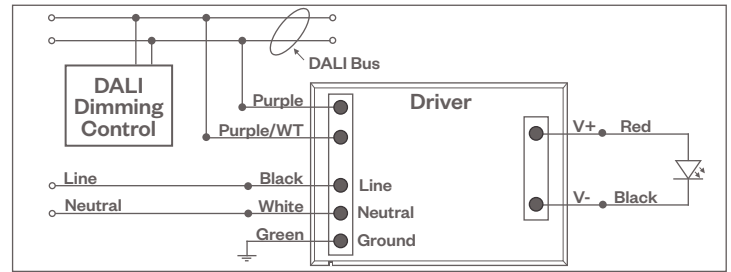 DALI Bus
DALI
Dimming
Control
Purple
Driver
Purple/WT
V+ Red
Line Black Line
Neutral White Neutral
V- Black
Green Ground